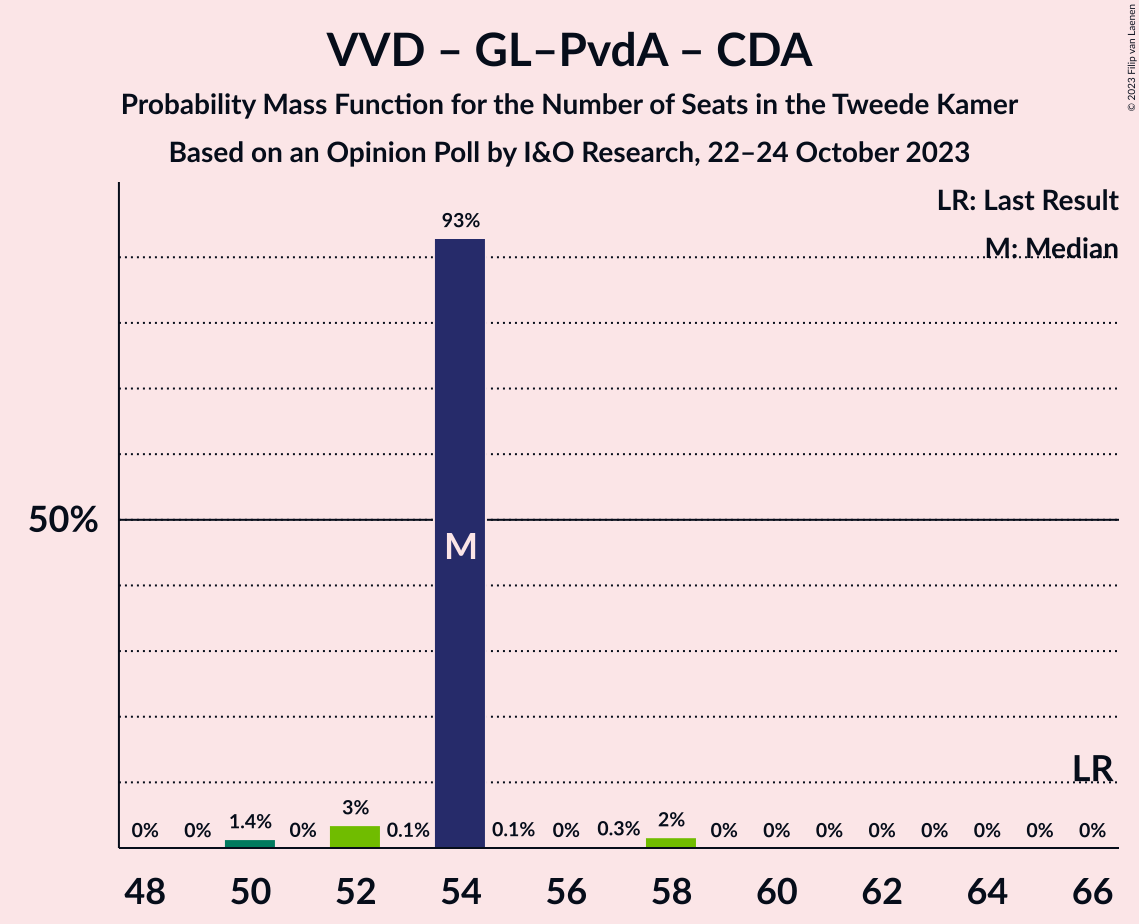 VVD – GL–PvdA – CDA
Probability Mass Function for the Number of Seats in the Tweede Kamer
Based on an Opinion Poll by I&O Research, 22–24 October 2023
© 2023 Filip van Laenen
LR: Last Result
M: Median
93%
50%
M
LR
0% 0% 1.4% 0% 3% 0.1% 0.1% 0% 0.3% 2% 0% 0% 0% 0% 0% 0% 0% 0%
48 50 52 54 56 58 60 62 64 66